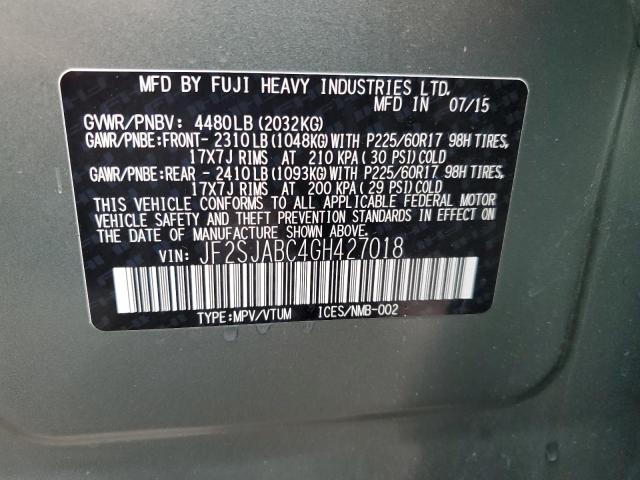 MFD BY FUJI HEAVY INDUSTRIES LTD.
MFD IN 07/15
GVWR/PNBV: 4480LB (2032KG)
GAWR/PNBE:FRONT- 2310LB (1048KG)WITH P225/60R17 98H TIRES,
17X7J RIMS AT 210 KPA (30 PSI)COLD
GAWR/PNBE:REAR - 2410LB (1093KG)WITH P225/60R17 98H TIRES,
17X7J RIMS AT 200 KPA (29 PSI)COLD
THIS VEHICLE CONFORMS TO ALL APPLICABLE FEDERAL MOTOR
VEHICLE SAFETY AND THEFT PREVENTION STANDARDS IN EFFECT ON
THE DATE OF MANUFACTURE SHOWN ABOVE.
VIN: JF2SJABC4GH427018
TYPE:MPV/VTUM ICES/NMB-002